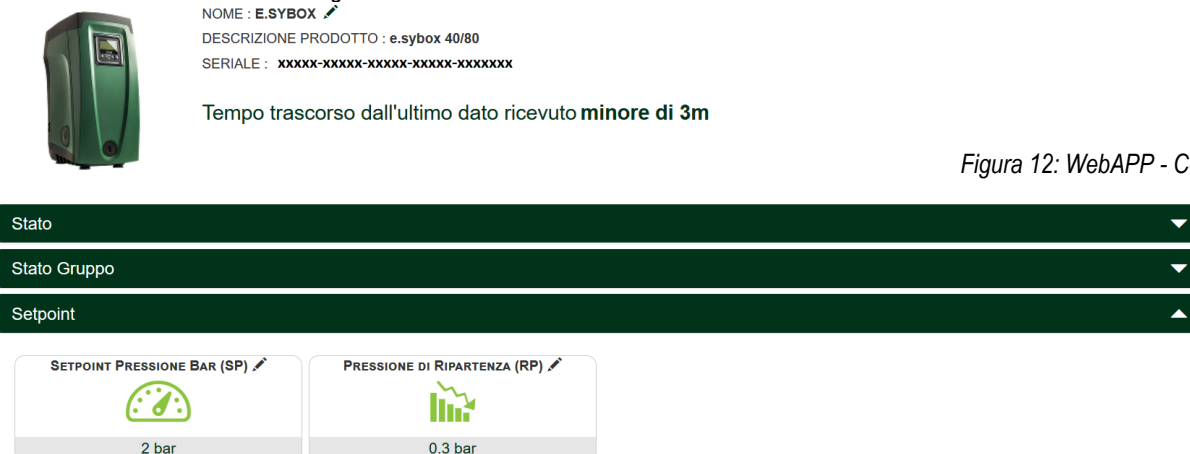 NOME : E.SYBOX
DESCRIZIONE PRODOTTO : e.sybox 40/80
SERIALE : xxxxx-xxxxx-xxxxx-xxxxx-xxxxxxx
Tempo trascorso dall'ultimo dato ricevuto minore di 3m
Figura 12: WebAPP - C
Stato
Stato Gruppo
Setpoint
SETPOINT PRESSIONE BAR (SP)
PRESSIONE DI RIPARTENZA (RP)
2 bar
0.3 bar